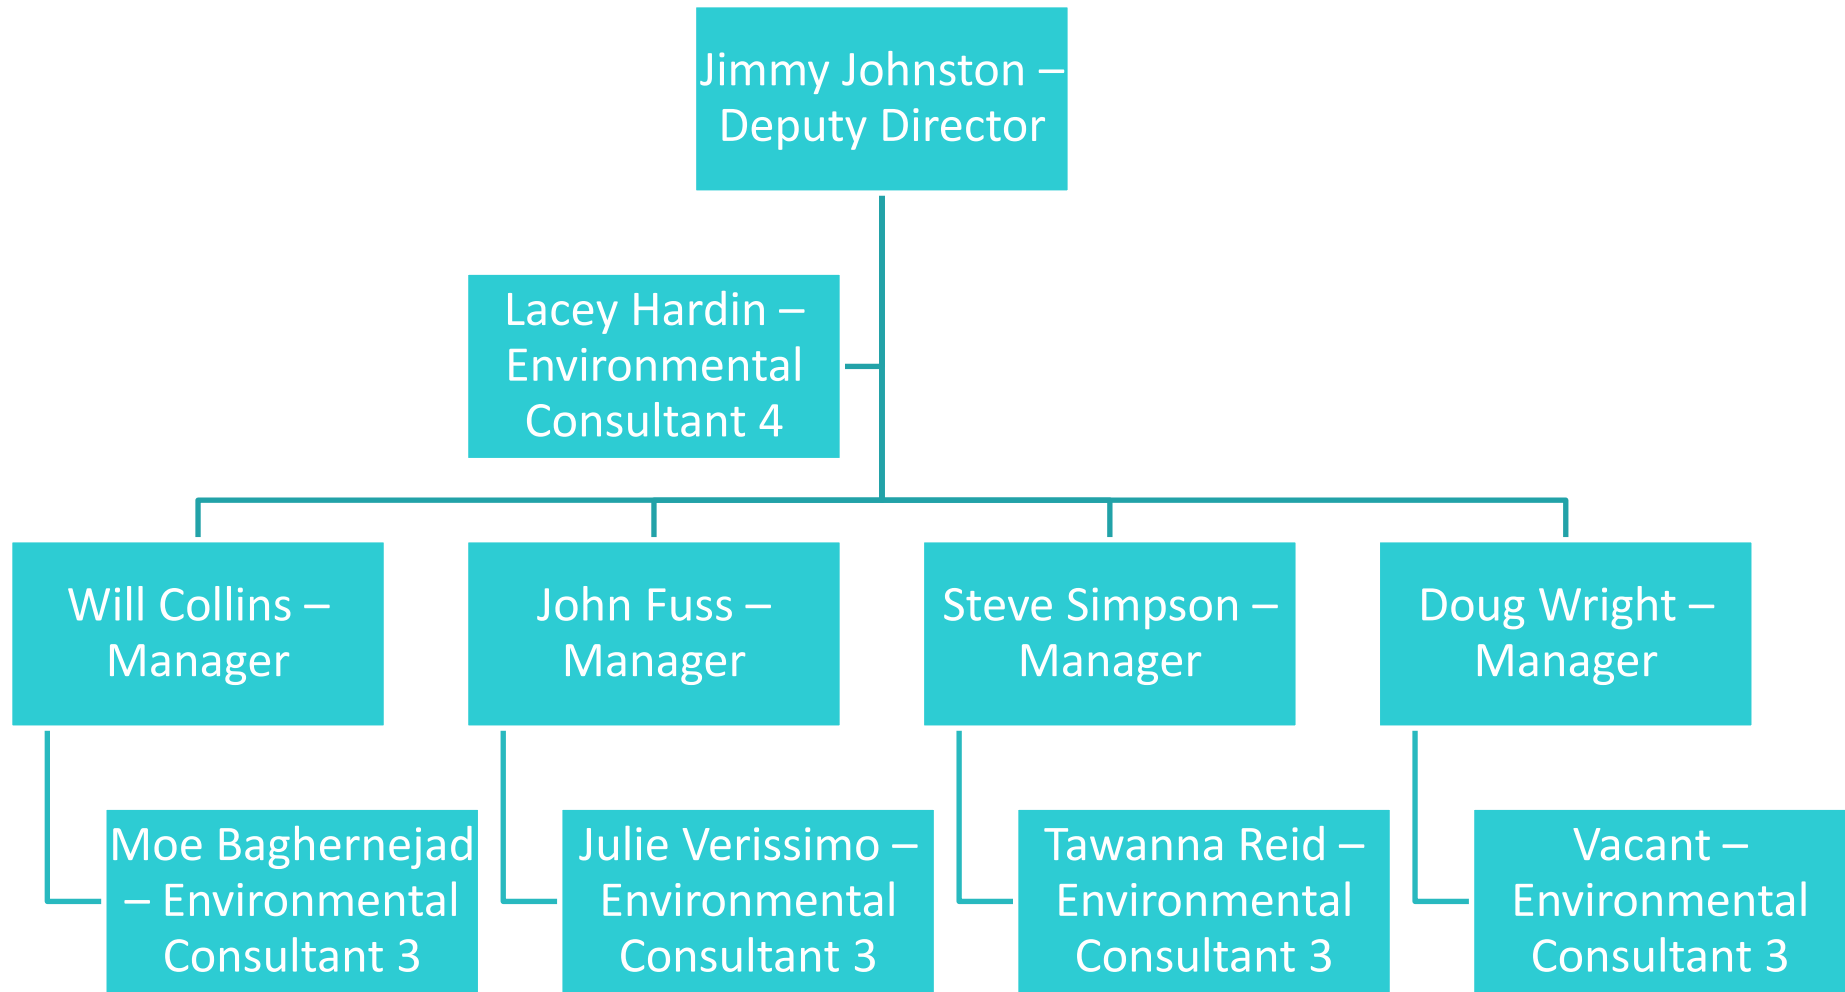 Jimmy Johnston –
Deputy Director
Lacey Hardin –
Environmental
Consultant 4
Will Collins –
Manager
John Fuss –
Manager
Steve Simpson –
Manager
Doug Wright –
Manager
Moe Baghernejad
– Environmental
Consultant 3
Julie Verissimo –
Environmental
Consultant 3
Tawanna Reid –
Environmental
Consultant 3
Vacant –
Environmental
Consultant 3